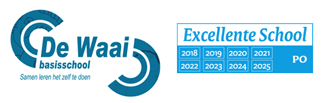 De Waai
basisschool
Samen leren het zelf te doen
Excellente School
2018 2019 2020 2021
2022 2023 2024 2025
PO